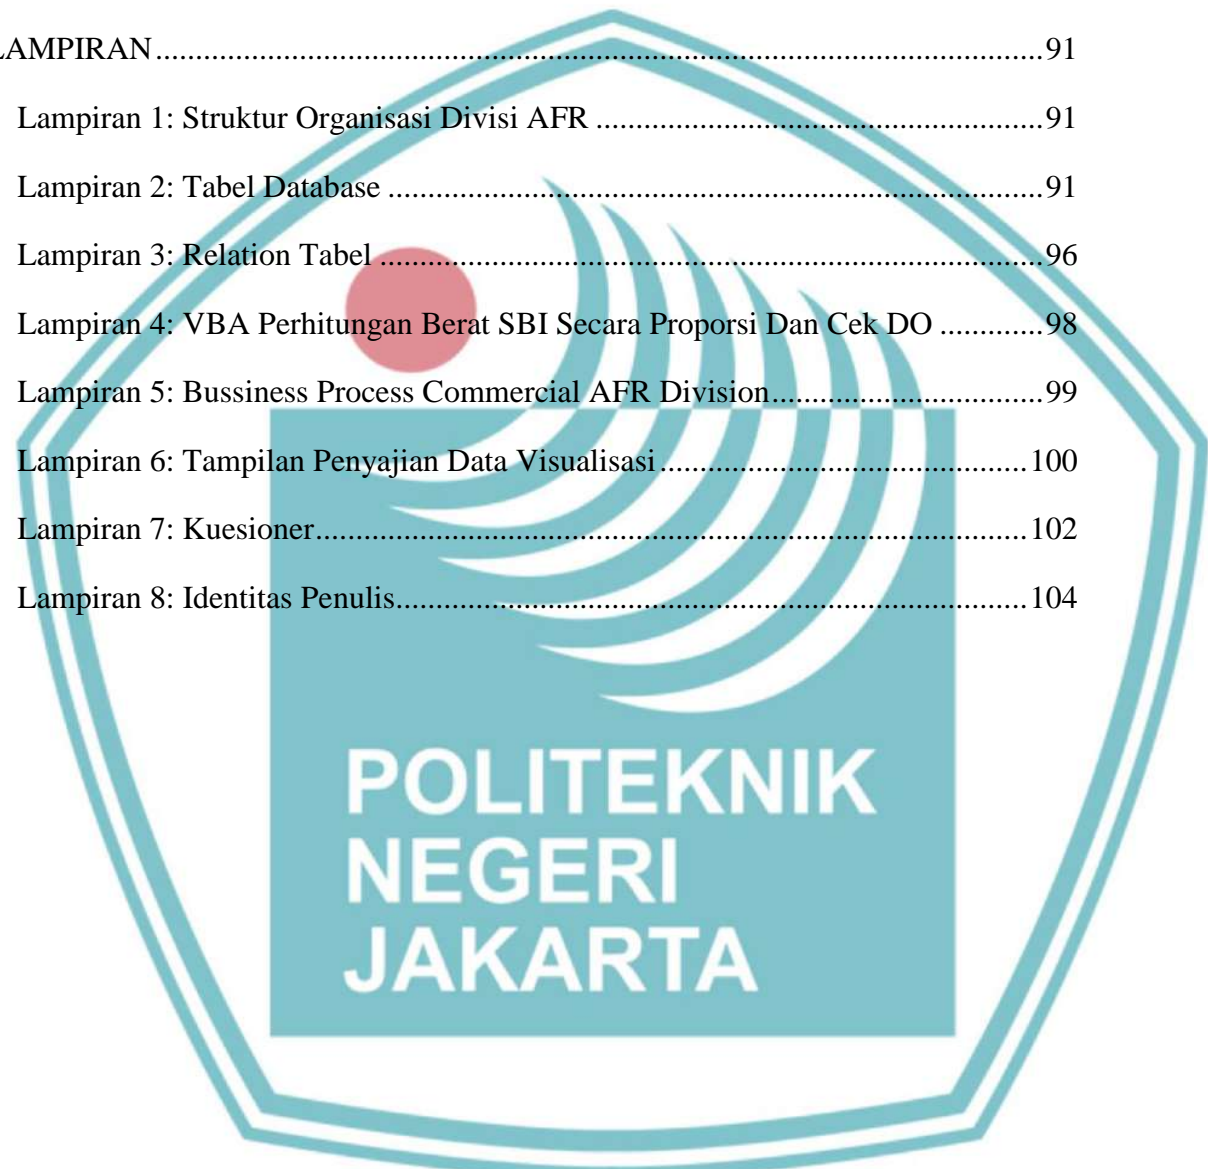 LAMPIRAN.......................................................................................................................91
Lampiran 1: Struktur Organisasi Divisi AFR ............................................................91
Lampiran 2: Tabel Database .......................................................................................91
Lampiran 3: Relation Tabel ........................................................................................96
Lampiran 4: VBA Perhitungan Berat SBI Secara Proporsi Dan Cek DO .............98
Lampiran 5: Bussiness Process Commercial AFR Division....................................99
Lampiran 6: Tampilan Penyajian Data Visualisasi .................................................100
Lampiran 7: Kuesioner................................................................................................102
Lampiran 8: Identitas Penulis.....................................................................................104
POLITEKNIK
NEGERI
JAKARTA